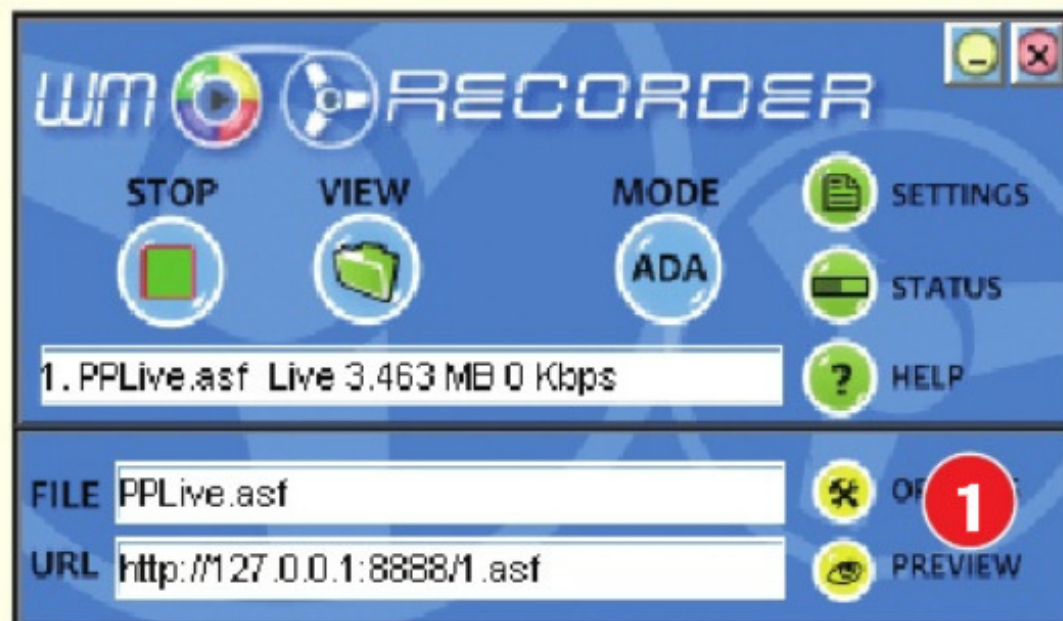 WM RECORDER
STOP VIEW MODE
ADA
SETTINGS
STATUS
1. PPLive.asf Live 3.463 MB 0 Kbps
? HELP
FILE PPLive.asf
1
URL http://127.0.0.1:8888/1.asf PREVIEW